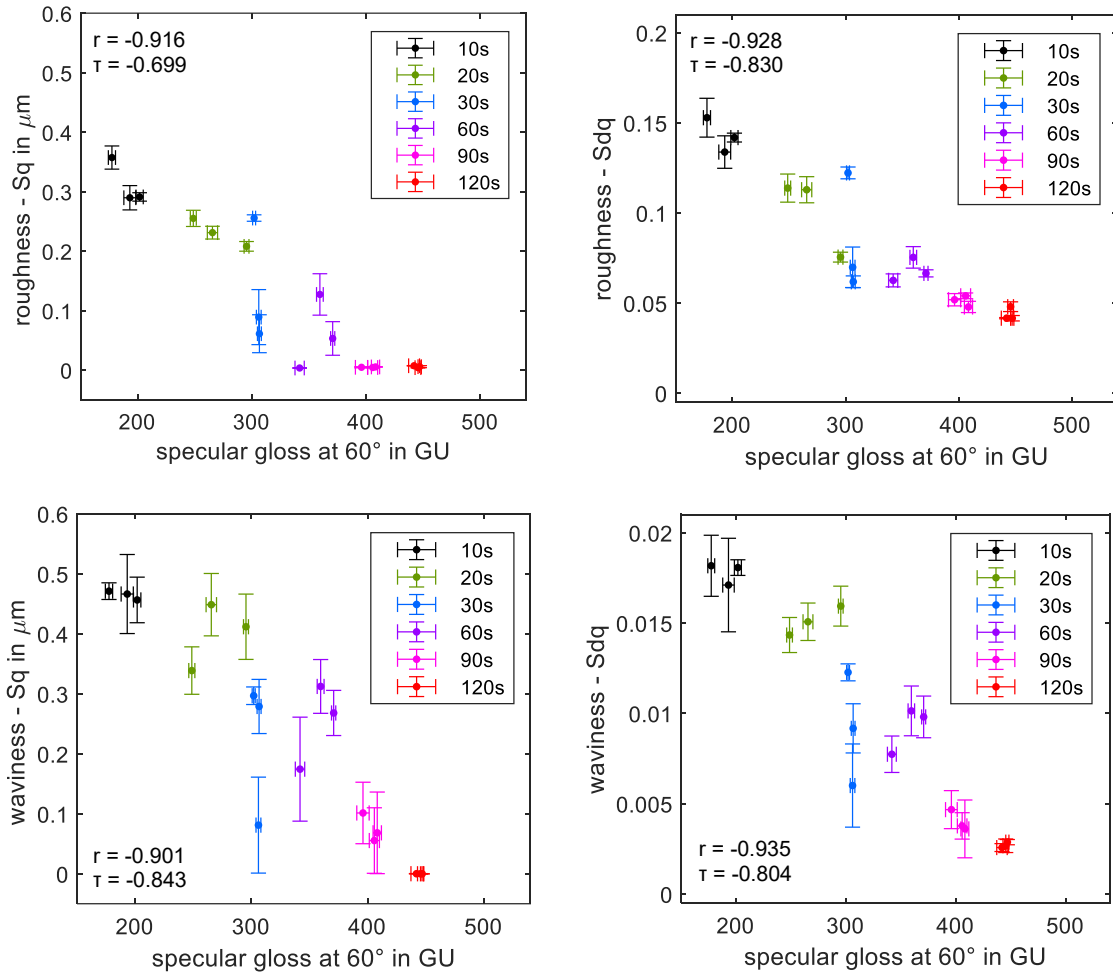 0.6
0.5
0.4
0.3
0.2
0.1
0
roughness - Sq in μm
r = -0.916
τ = -0.699
10s
20s
30s
60s
90s
120s
200 300 400 500
specular gloss at 60° in GU
0.2
0.15
0.1
0.05
0
roughness - Sdq
r = -0.928
τ = -0.830
10s
20s
30s
60s
90s
120s
200 300 400 500
specular gloss at 60° in GU
0.6
0.5
0.4
0.3
0.2
0.1
0
waviness - Sq in μm
10s
20s
30s
60s
90s
120s
r = -0.901
τ = -0.843
200 300 400 500
specular gloss at 60° in GU
0.02
0.015
0.01
0.005
0
waviness - Sdq
10s
20s
30s
60s
90s
120s
r = -0.935
τ = -0.804
200 300 400 500
specular gloss at 60° in GU